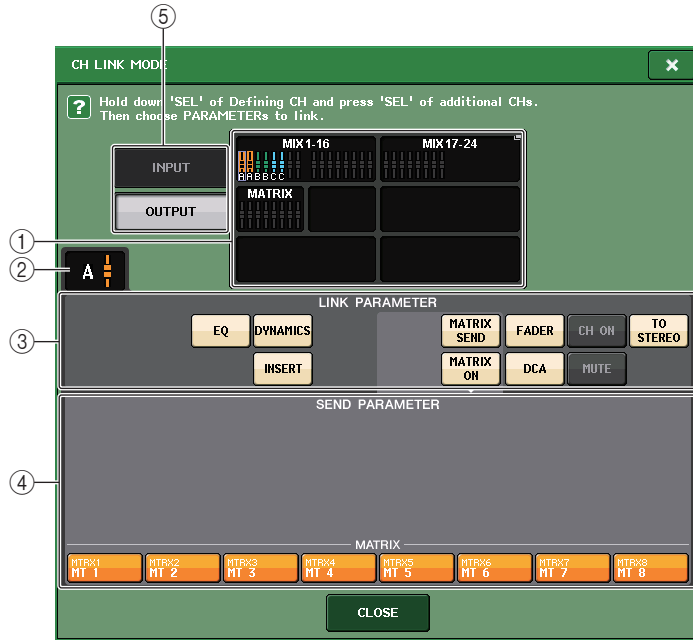 5
CH LINK MODE
?
Hold down 'SEL' of Defining CH and press 'SEL' of additional CHs.
Then choose PARAMETERs to link.
INPUT
OUTPUT
MIX1-16
MIX17-24
AABBCC
MATRIX
1
2
A
3
LINK PARAMETER
EQ
DYNAMICS
MATRIX SEND
FADER
CH ON
TO STEREO
INSERT
MATRIX ON
DCA
MUTE
4
SEND PARAMETER
MATRIX
MTRX1
MT 1
MTRX2
MT 2
MTRX3
MT 3
MTRX4
MT 4
MTRX5
MT 5
MTRX6
MT 6
MTRX7
MT 7
MTRX8
MT 8
CLOSE